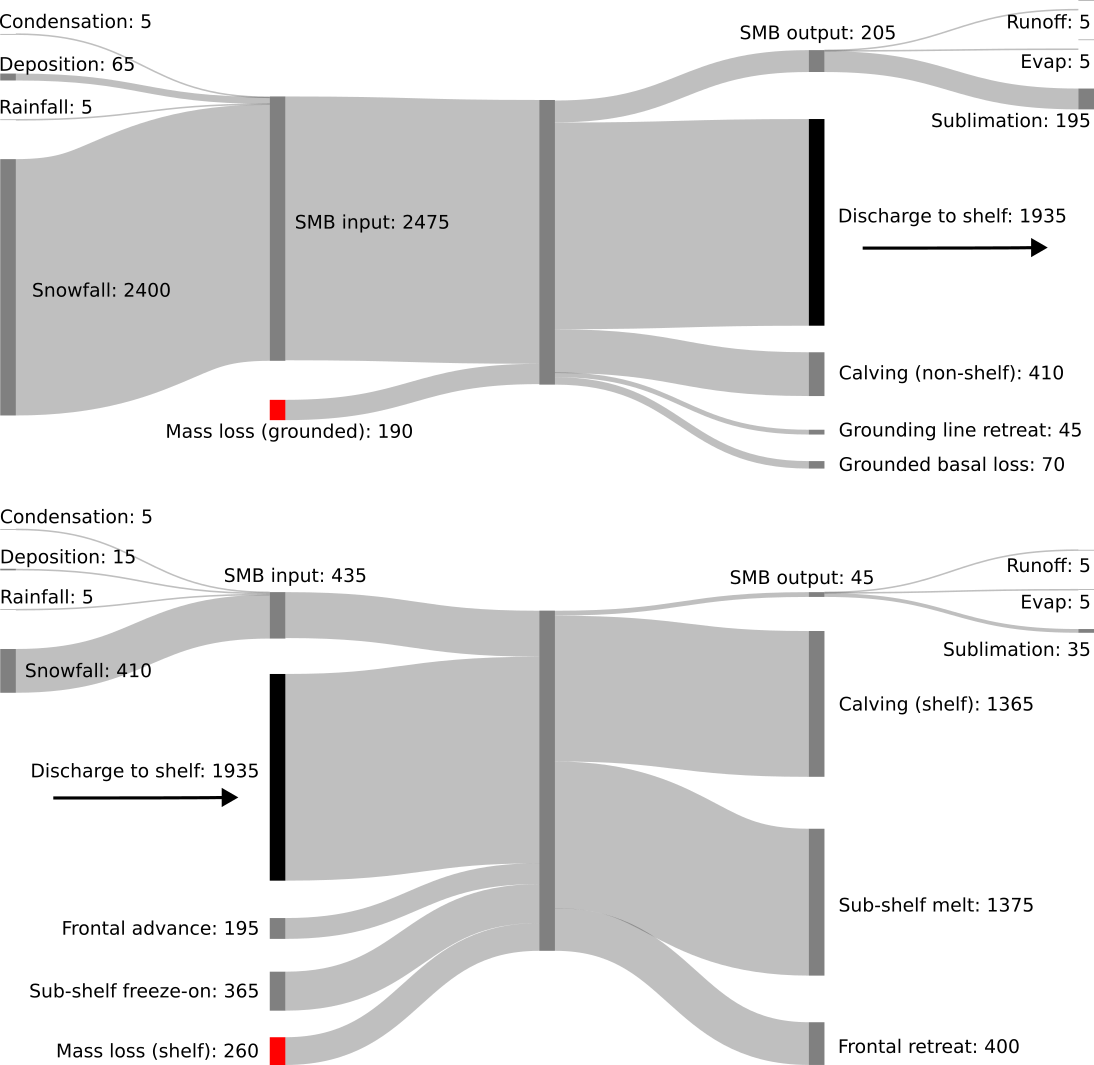 Condensation: 5
SMB output: 205
Runoff: 5
Deposition: 65
Evap: 5
Rainfall: 5
Sublimation: 195
SMB input: 2475
Discharge to shelf: 1935
Snowfall: 2400
Calving (non-shelf): 410
Mass loss (grounded): 190
Grounding line retreat: 45
Grounded basal loss: 70
Condensation: 5
Deposition: 15
SMB input: 435
SMB output: 45
Runoff: 5
Rainfall: 5
Evap: 5
Sublimation: 35
Snowfall: 410
Calving (shelf): 1365
Discharge to shelf: 1935
Sub-shelf melt: 1375
Frontal advance: 195
Sub-shelf freeze-on: 365
Mass loss (shelf): 260
Frontal retreat: 400